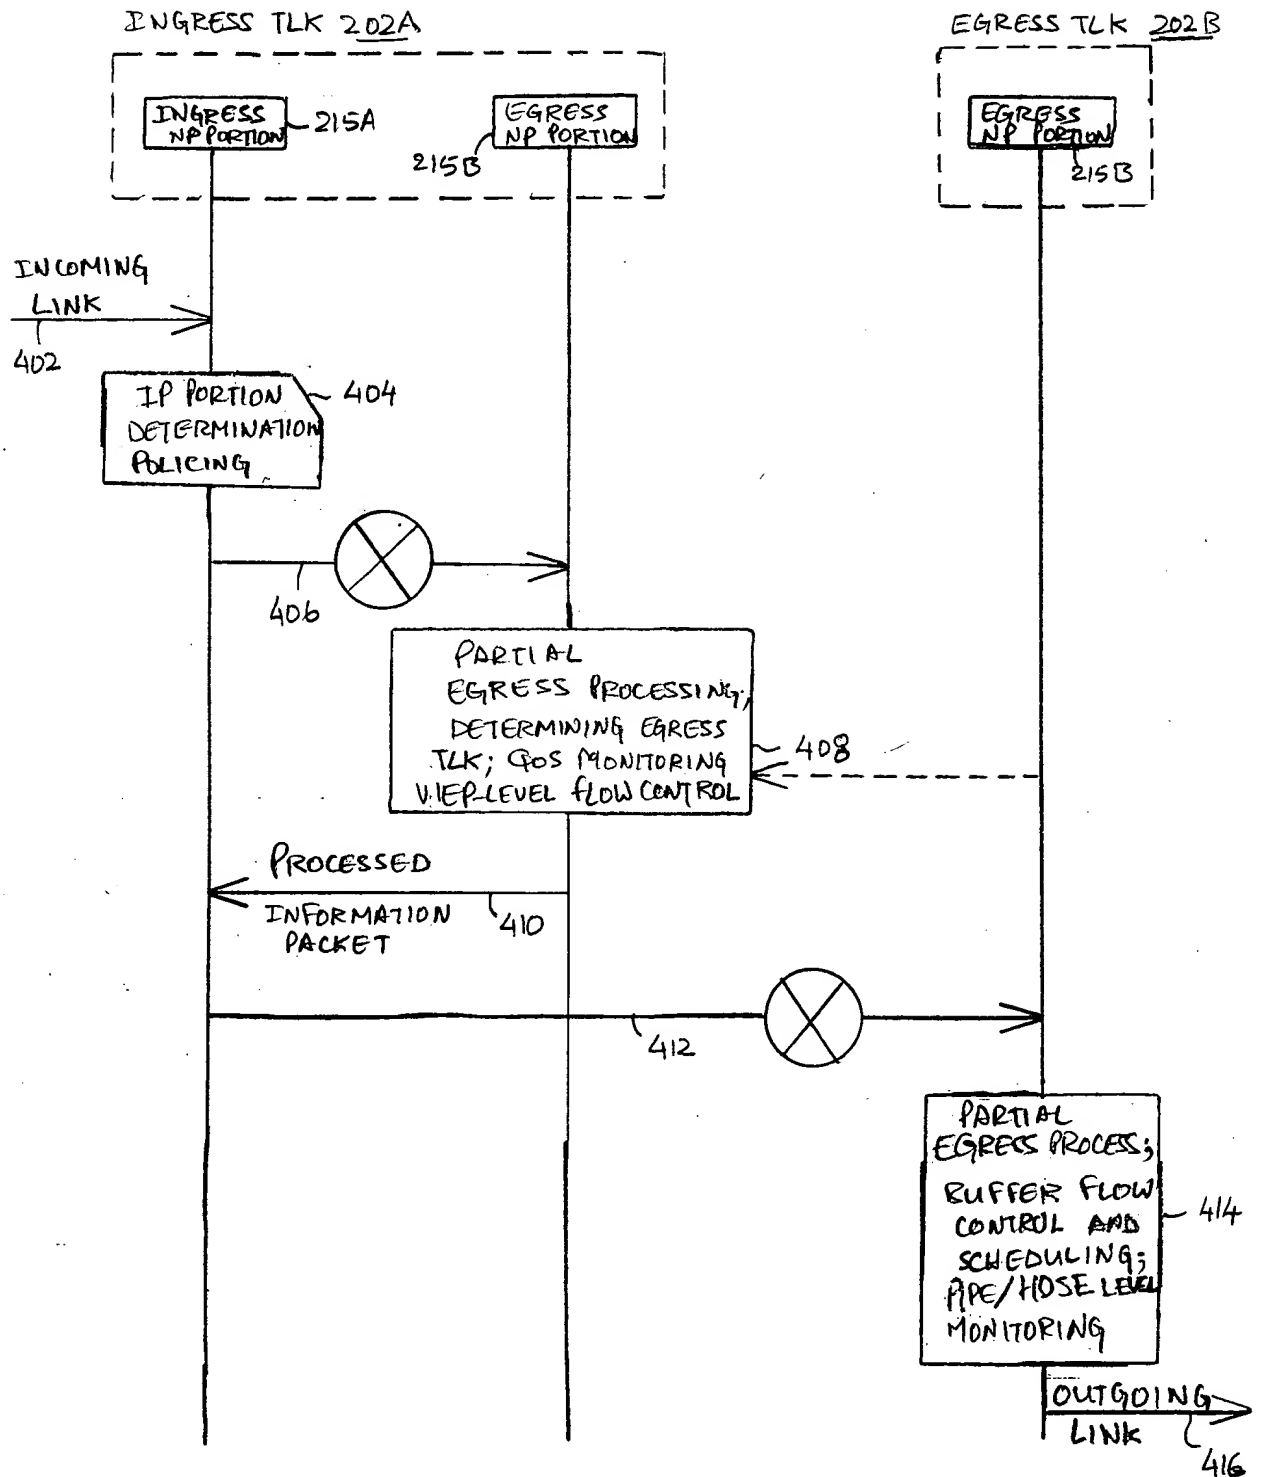 INGRESS TLK 202A
EGRESS TLK 202B
INGRESS
NP PORTION
215A
EGRESS
NP PORTION
215B
EGRESS
NP PORTION
215B
INCOMING
LINK
402
IP PORTION
DETERMINATION
POLICING
404
406
PARTIAL
EGRESS PROCESSING;
DETERMINING EGRESS
TLK; QOS MONITORING
VIEP-LEVEL FLOW CONTROL
408
PROCESSED
INFORMATION
PACKET
410
412
PARTIAL
EGRESS PROCESS;
BUFFER FLOW
CONTROL AND
SCHEDULING;
PIPE/HOSE LEVEL
MONITORING
414
OUTGOING
LINK
416